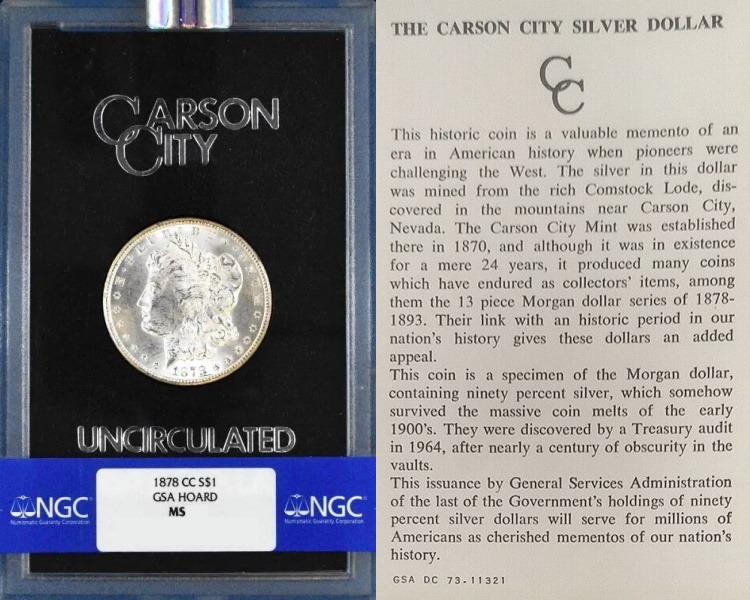 CARSON
CITY
1878
UNCIRCULATED
1878 CC S$1
GSA HOARD
MS
NGC
Numismatic Guaranty Corporation
NGC
Numismatic Guaranty Corporation
THE CARSON CITY SILVER DOLLAR
CC
This historic coin is a valuable memento of an
era in American history when pioneers were
challenging the West. The silver in this dollar
was mined from the rich Comstock Lode, dis-
covered in the mountains near Carson City,
Nevada. The Carson City Mint was established
there in 1870, and although it was in existence
for a mere 24 years, it produced many coins
which have endured as collectors' items, among
them the 13 piece Morgan dollar series of 1878-
1893. Their link with an historic period in our
nation's history gives these dollars an added
appeal.
This coin is a specimen of the Morgan dollar,
containing ninety percent silver, which somehow
survived the massive coin melts of the early
1900's. They were discovered by a Treasury audit
in 1964, after nearly a century of obscurity in the
vaults.
This issuance by General Services Administration
of the last of the Government's holdings of ninety
percent silver dollars will serve for millions of
Americans as cherished mementos of our nation's
history.
GSA DC 73-11321